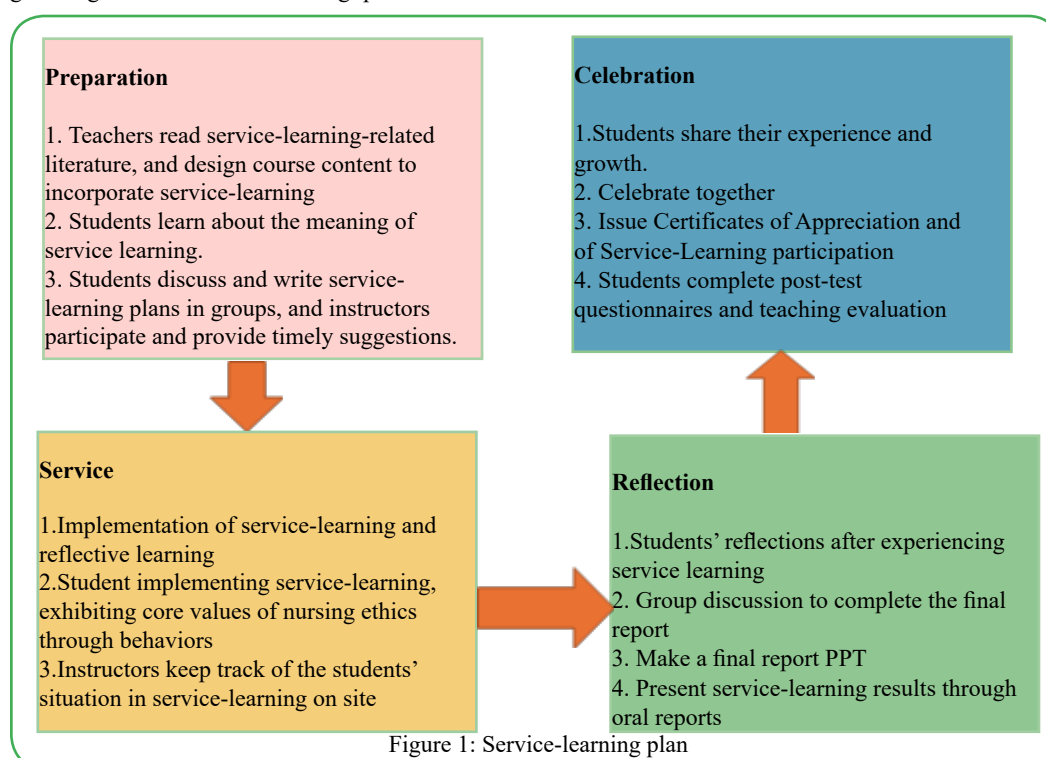 Preparation
1. Teachers read service-learning-related
literature, and design course content to
incorporate service-learning
2. Students learn about the meaning of
service learning.
3. Students discuss and write service-
learning plans in groups, and instructors
participate and provide timely suggestions.
Service
1.Implementation of service-learning and
reflective learning
2.Student implementing service-learning,
exhibiting core values of nursing ethics
through behaviors
3.Instructors keep track of the students’
situation in service-learning on site
Reflection
1.Students’ reflections after experiencing
service learning
2. Group discussion to complete the final
report
3. Make a final report PPT
4. Present service-learning results through
oral reports
Celebration
1.Students share their experience and
growth.
2. Celebrate together
3. Issue Certificates of Appreciation and
of Service-Learning participation
4. Students complete post-test
questionnaires and teaching evaluation
Figure 1: Service-learning plan